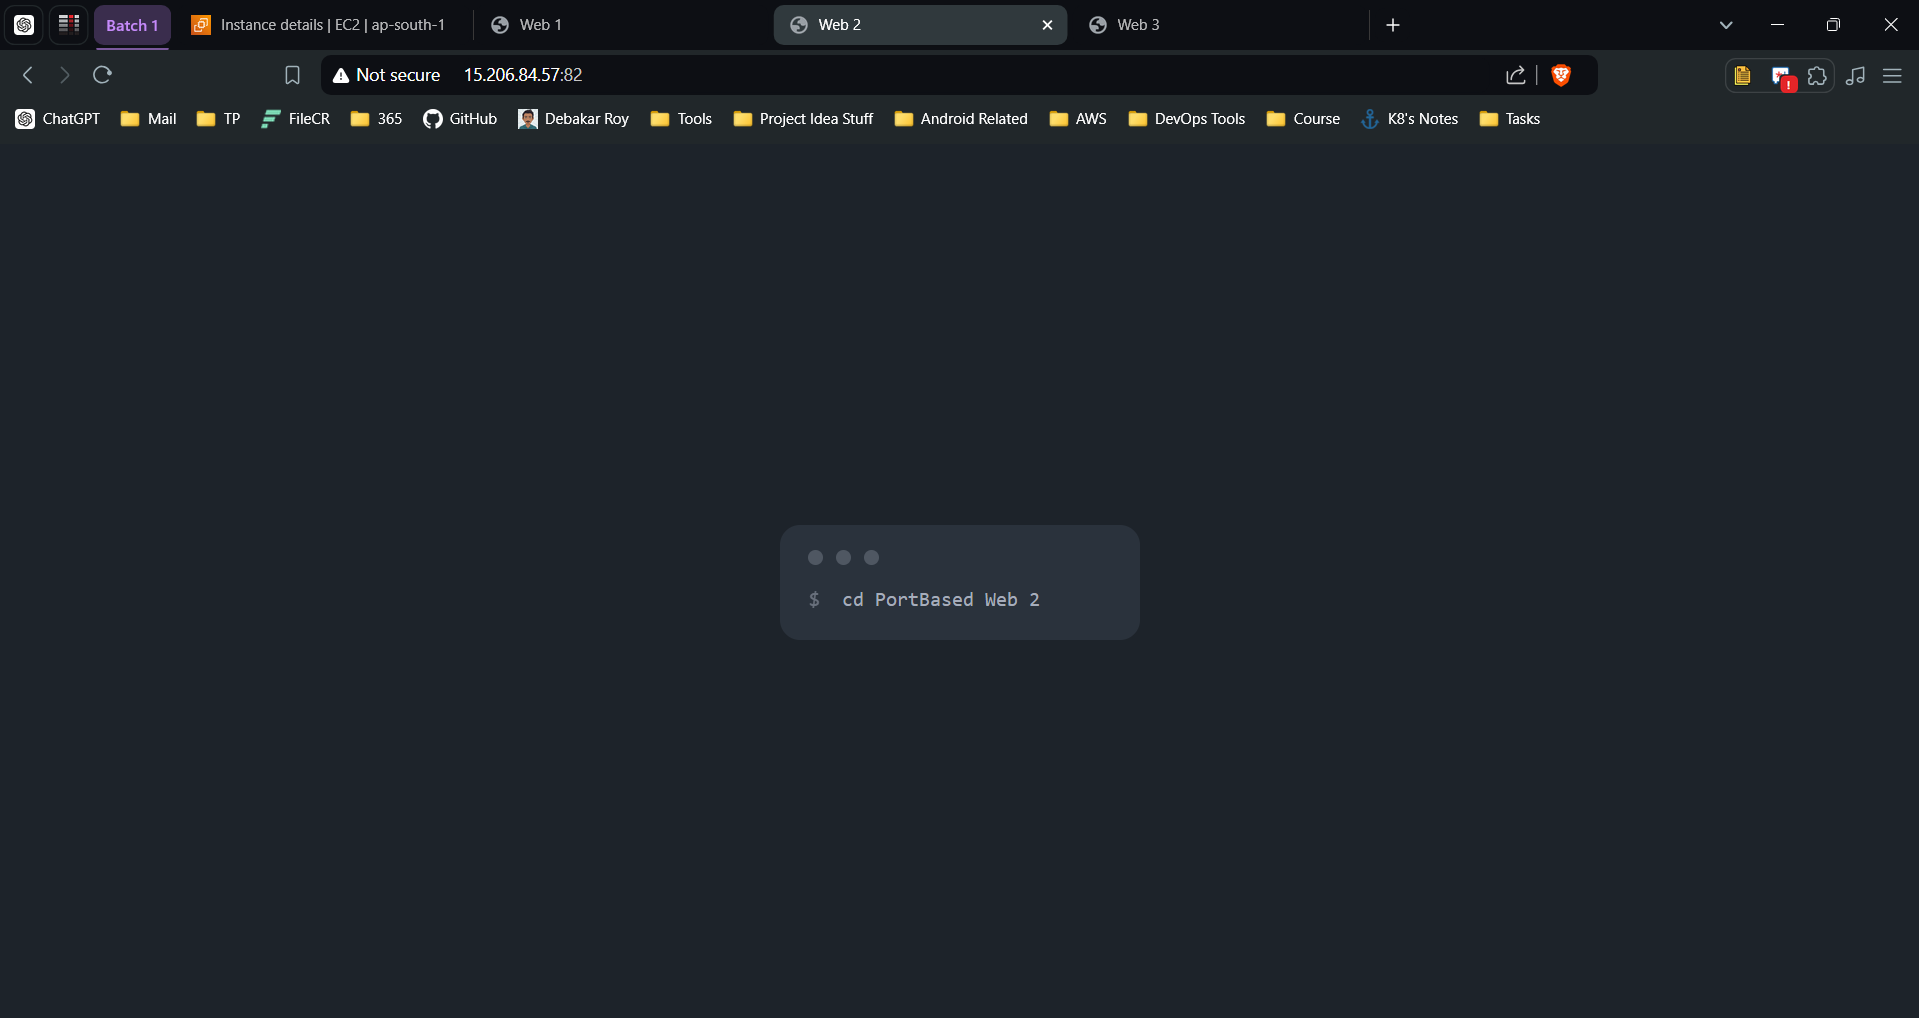 Batch 1
Instance details | EC2 | ap-south-1
Web 1
Web 2
Web 3
Not secure 15.206.84.57:82
ChatGPT Mail TP FileCR 365 GitHub Debakar Roy Tools Project Idea Stuff Android Related AWS DevOps Tools Course K8's Notes Tasks
$ cd PortBased Web 2